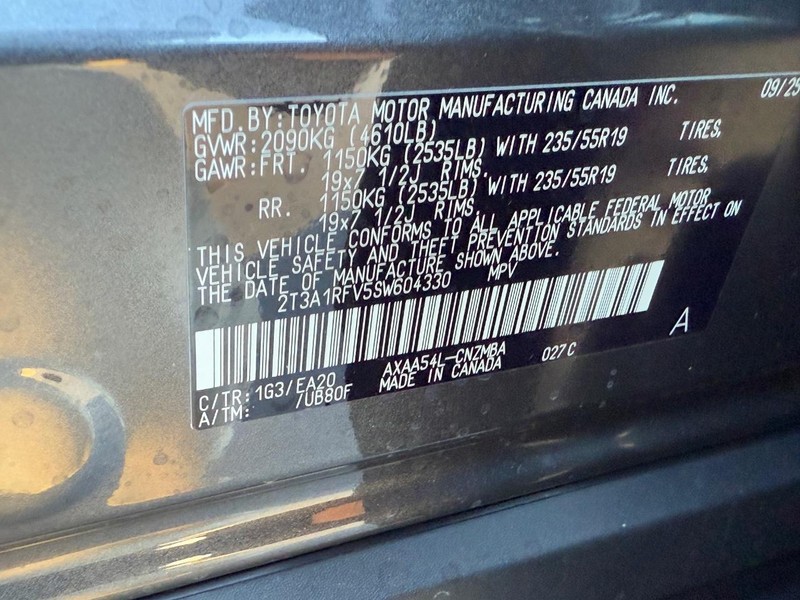 MFD.BY:TOYOTA MOTOR MANUFACTURING CANADA INC. 09/25
GVWR:2090KG (4610LB)
GAWR:FRT. 1150KG (2535LB) WITH 235/55R19 TIRES,
19x7 1/2J RIMS.
RR. 1150KG (2535LB) WITH 235/55R19 TIRES,
19x7 1/2J RIMS.
THIS VEHICLE CONFORMS TO ALL APPLICABLE FEDERAL MOTOR
VEHICLE SAFETY AND THEFT PREVENTION STANDARDS IN EFFECT ON
THE DATE OF MANUFACTURE SHOWN ABOVE.
2T3A1RFV5SW604330 MPV
A
C/TR:1G3/EA20 AXAA54L-CNZMBA 027C
A/TM: /UB80F MADE IN CANADA